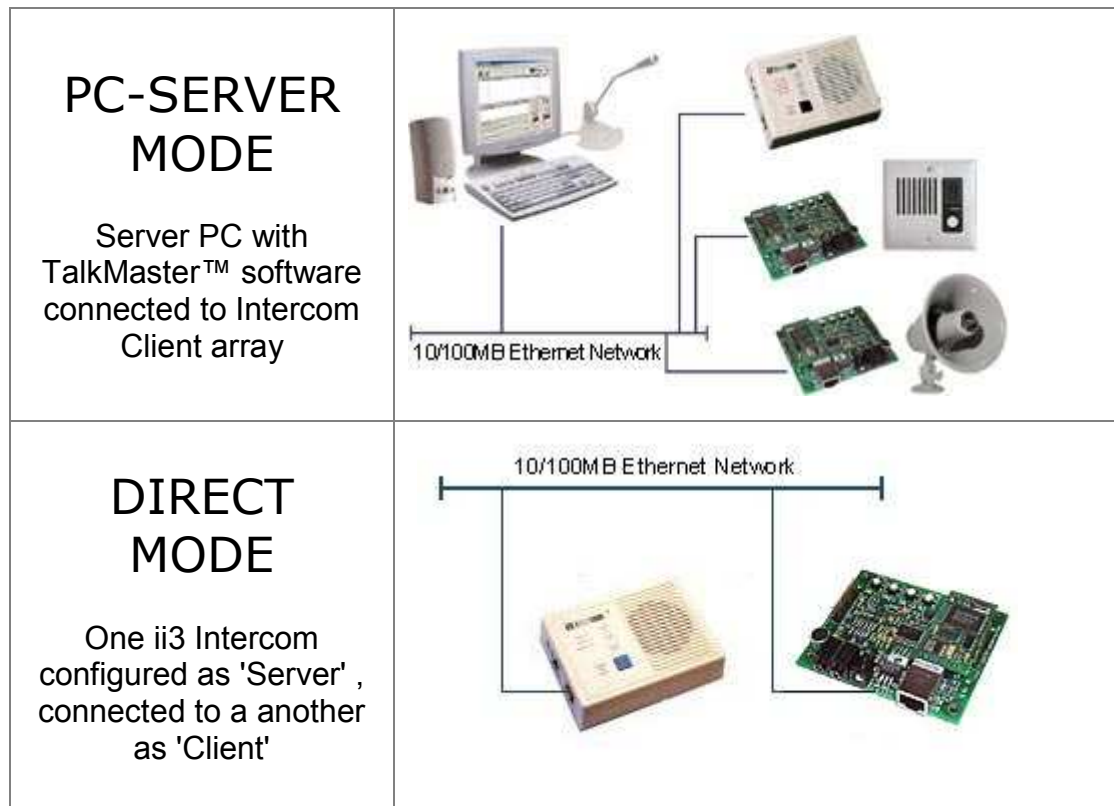 PC-SERVER
MODE
Server PC with
TalkMaster™ software
connected to Intercom
Client array
10/100MB Ethernet Network
DIRECT
MODE
One ii3 Intercom
configured as 'Server' ,
connected to a another
as 'Client'
10/100MB Ethernet Network